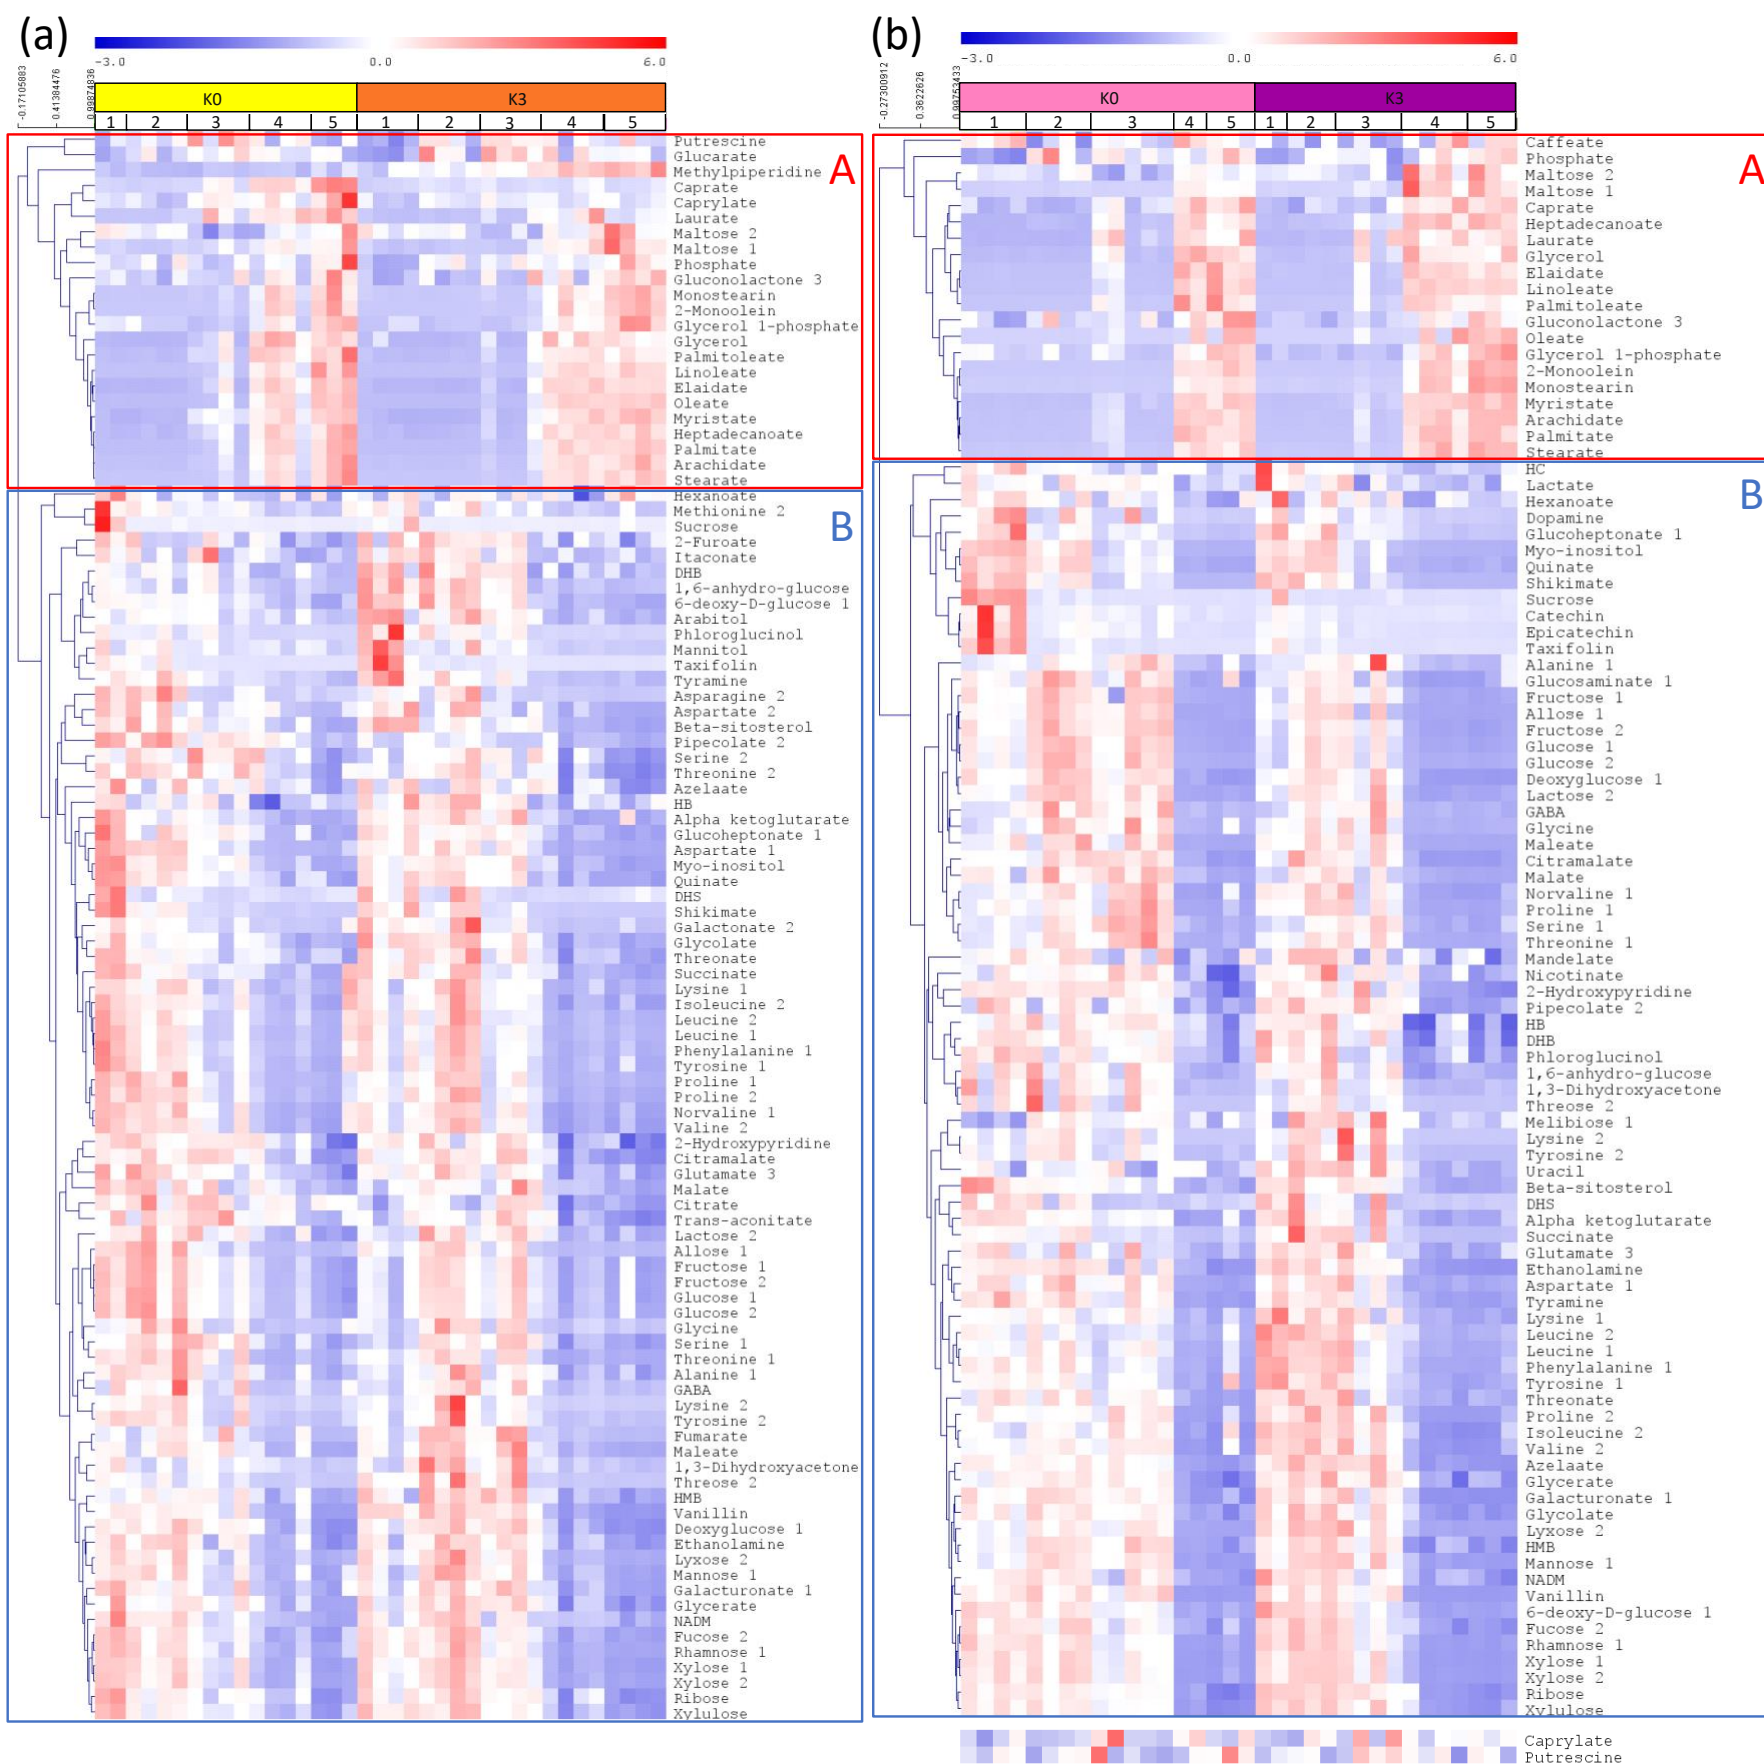 (a)
-3.0 0.0 6.0
-0.17105883
0.41384476
0.99874836
K0 K3
1 2 3 4 5 1 2 3 4 5
A
Putrescine
Glucarate
Methylpiperidine
Caprate
Caprylate
Laurate
Maltose 2
Maltose 1
Phosphate
Gluconolactone 3
Monostearin
2-Monoolein
Glycerol 1-phosphate
Glycerol
Palmitoleate
Linoleate
Elaidate
Oleate
Myristate
Heptadecanoate
Palmitate
Arachidate
Stearate
B
Hexanoate
Methionine 2
Sucrose
2-Furoate
Itaconate
DHB
1,6-anhydro-glucose
6-deoxy-D-glucose 1
Arabitol
Phloroglucinol
Mannitol
Taxifolin
Tyramine
Asparagine 2
Aspartate 2
Beta-sitosterol
Pipecolate 2
Serine 2
Threonine 2
Azelaate
HB
Alpha ketoglutarate
Glucoheptonate 1
Aspartate 1
Myo-inositol
Quinate
DHS
Shikimate
Galactonate 2
Glycolate
Threonate
Succinate
Lysine 1
Isoleucine 2
Leucine 2
Leucine 1
Phenylalanine 1
Tyrosine 1
Proline 1
Proline 2
Norvaline 1
Valine 2
2-Hydroxypyridine
Citramalate
Glutamate 3
Malate
Citrate
Trans-aconitate
Lactose 2
Allose 1
Fructose 1
Fructose 2
Glucose 1
Glucose 2
Glycine
Serine 1
Threonine 1
Alanine 1
GABA
Lysine 2
Tyrosine 2
Fumarate
Maleate
1,3-Dihydroxyacetone
Threose 2
HMB
Vanillin
Deoxyglucose 1
Ethanolamine
Lyxose 2
Mannose 1
Galacturonate 1
Glycerate
NADM
Fucose 2
Rhamnose 1
Xylose 1
Xylose 2
Ribose
Xylulose
(b)
-3.0 0.0 6.0
-0.27300912
0.3622626
0.99753433
K0 K3
1 2 3 4 5 1 2 3 4 5
A
Caffeate
Phosphate
Maltose 2
Maltose 1
Caprate
Heptadecanoate
Laurate
Glycerol
Elaidate
Linoleate
Palmitoleate
Gluconolactone 3
Oleate
Glycerol 1-phosphate
2-Monoolein
Monostearin
Myristate
Arachidate
Palmitate
Stearate
B
HC
Lactate
Hexanoate
Dopamine
Glucoheptonate 1
Myo-inositol
Quinate
Shikimate
Sucrose
Catechin
Epicatechin
Taxifolin
Alanine 1
Glucosaminate 1
Fructose 1
Allose 1
Fructose 2
Glucose 1
Glucose 2
Deoxyglucose 1
Lactose 2
GABA
Glycine
Maleate
Citramalate
Malate
Norvaline 1
Proline 1
Serine 1
Threonine 1
Mandelate
Nicotinate
2-Hydroxypyridine
Pipecolate 2
HB
DHB
Phloroglucinol
1,6-anhydro-glucose
1,3-Dihydroxyacetone
Threose 2
Melibiose 1
Lysine 2
Tyrosine 2
Uracil
Beta-sitosterol
DHS
Alpha ketoglutarate
Succinate
Glutamate 3
Ethanolamine
Aspartate 1
Tyramine
Lysine 1
Leucine 2
Leucine 1
Phenylalanine 1
Tyrosine 1
Threonate
Proline 2
Isoleucine 2
Valine 2
Azelaate
Glycerate
Galacturonate 1
Glycolate
Lyxose 2
HMB
Mannose 1
NADM
Vanillin
6-deoxy-D-glucose 1
Fucose 2
Rhamnose 1
Xylose 1
Xylose 2
Ribose
Xylulose
Caprylate
Putrescine